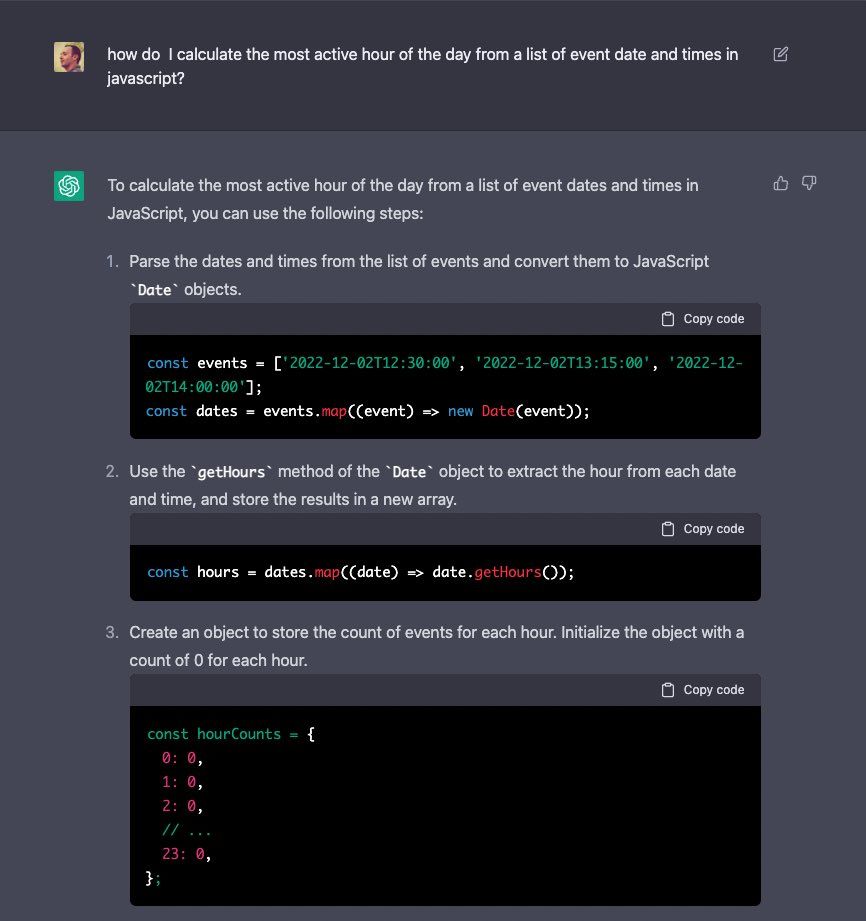 how do  I calculate the most active hour of the day from a list of event date and times in
javascript?
To calculate the most active hour of the day from a list of event dates and times in
JavaScript, you can use the following steps:
1. Parse the dates and times from the list of events and convert them to JavaScript
`Date` objects.
Copy code
const events = ['2022-12-02T12:30:00', '2022-12-02T13:15:00', '2022-12-
02T14:00:00'];
const dates = events.map((event) => new Date(event));
2. Use the `getHours` method of the `Date` object to extract the hour from each date
and time, and store the results in a new array.
Copy code
const hours = dates.map((date) => date.getHours());
3. Create an object to store the count of events for each hour. Initialize the object with a
count of 0 for each hour.
Copy code
const hourCounts = {
0: 0,
1: 0,
2: 0,
// ...
23: 0,
};